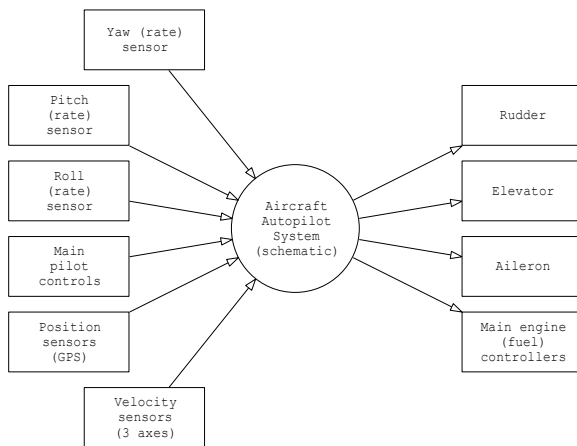 Yaw (rate)
sensor
Pitch
(rate)
sensor
Roll
(rate)
sensor
Main
pilot
controls
Position
sensors
(GPS)
Velocity
sensors
(3 axes)
Aircraft
Autopilot
System
(schematic)
Rudder
Elevator
Aileron
Main engine
(fuel)
controllers